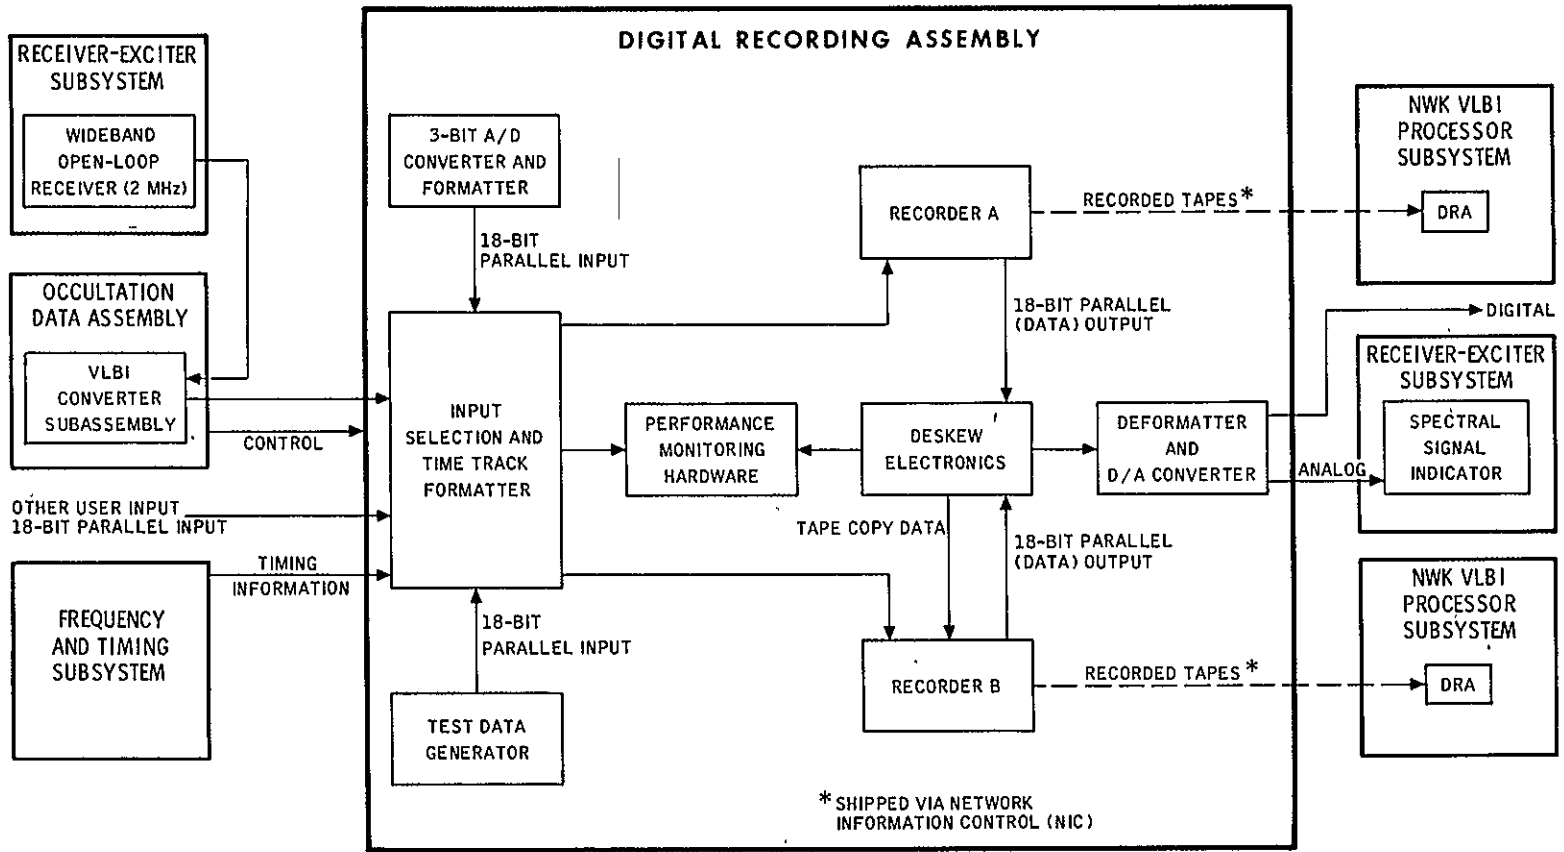 DIGITAL RECORDING ASSEMBLY
RECEIVER-EXCITER
SUBSYSTEM
WIDEBAND
OPEN-LOOP
RECEIVER (2 MHz)
OCCULTATION
DATA ASSEMBLY
VLBI
CONVERTER
SUBASSEMBLY
CONTROL
OTHER USER INPUT
18-BIT PARALLEL INPUT
TIMING
INFORMATION
FREQUENCY
AND TIMING
SUBSYSTEM
3-BIT A/D
CONVERTER AND
FORMATTER
18-BIT
PARALLEL INPUT
INPUT
SELECTION AND
TIME TRACK
FORMATTER
18-BIT
PARALLEL INPUT
TEST DATA
GENERATOR
PERFORMANCE
MONITORING
HARDWARE
RECORDER A
18-BIT PARALLEL
(DATA) OUTPUT
DESKEW
ELECTRONICS
TAPE COPY DATA
18-BIT PARALLEL
(DATA) OUTPUT
RECORDER B
DEFORMATTER
AND
D/A CONVERTER
RECORDED TAPES*
RECORDED TAPES*
* SHIPPED VIA NETWORK
INFORMATION CONTROL (NIC)
NWK VLBI
PROCESSOR
SUBSYSTEM
DRA
DIGITAL
RECEIVER-EXCITER
SUBSYSTEM
SPECTRAL
SIGNAL
INDICATOR
ANALOG
NWK VLBI
PROCESSOR
SUBSYSTEM
DRA